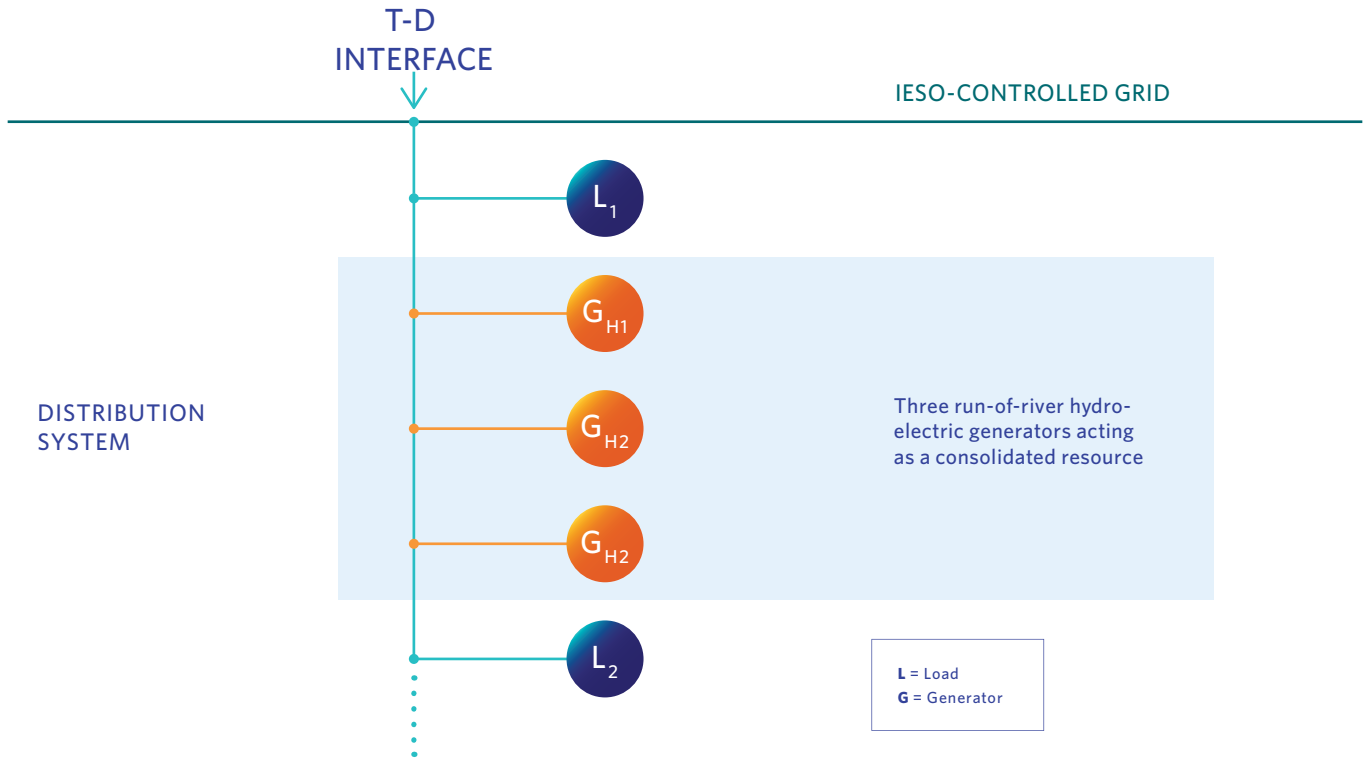 T-D
INTERFACE
IESO-CONTROLLED GRID
L1
GH1
DISTRIBUTION
SYSTEM
GH2
Three run-of-river hydro-
electric generators acting
as a consolidated resource
GH2
L2
L = Load
G = Generator